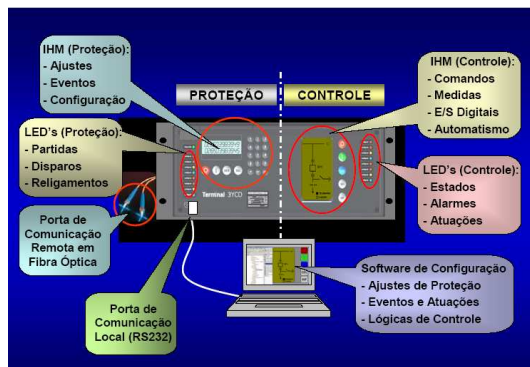 IHM (Proteção):
- Ajustes
- Eventos
- Configuração
PROTEÇÃO
CONTROLE
IHM (Controle):
- Comandos
- Medidas
- E/S Digitais
- Automatismo
LED's (Proteção):
- Partidas
- Disparos
- Religamentos
LED's (Controle):
- Estados
- Alarmes
- Atuações
Terminal 3YCD
Porta de
Comunicação
Remota em
Fibra Óptica
Porta de
Comunicação
Local (RS232)
Software de Configuração
- Ajustes de Proteção
- Eventos e Atuações
- Lógicas de Controle